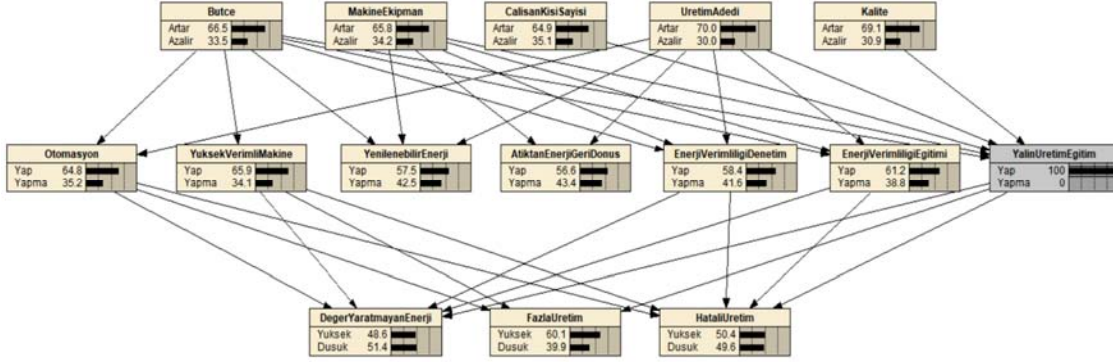 Butce
Artar 66.5
Azalir 33.5
MakineEkipman
Artar 65.8
Azalir 34.2
CalisanKisiSayisi
Artar 64.9
Azalir 35.1
UretimAdedi
Artar 70.0
Azalir 30.0
Kalite
Artar 69.1
Azalir 30.9
Otomasyon
Yap 64.8
Yapma 35.2
YuksekVerimliMakine
Yap 65.9
Yapma 34.1
YenilenebilirEnerji
Yap 57.5
Yapma 42.5
AtiktanEnerjiGeriDonus
Yap 56.6
Yapma 43.4
EnerjiVerimliligiDenetim
Yap 58.4
Yapma 41.6
EnerjiVerimliligiEgitimi
Yap 61.2
Yapma 38.8
YalinUretimEgitim
Yap 100
Yapma 0
DegerYaratmayanEnerji
Yuksek 48.6
Dusuk 51.4
FazlaUretim
Yuksek 60.1
Dusuk 39.9
HataliUretim
Yuksek 50.4
Dusuk 49.6